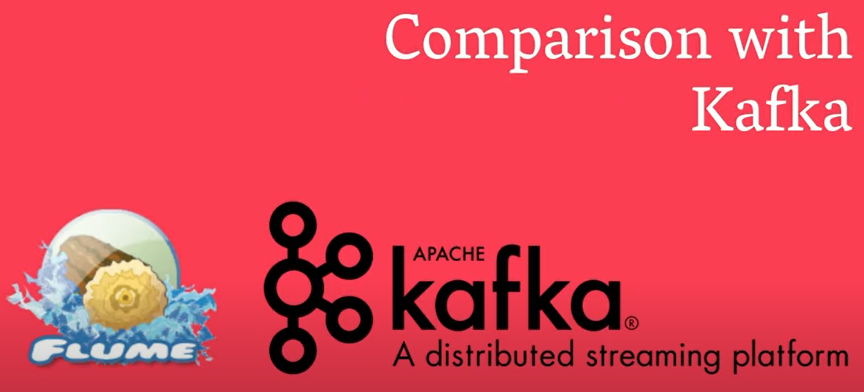 Comparison with
Kafka
FLUME
APACHE
kafka®
A distributed streaming platform